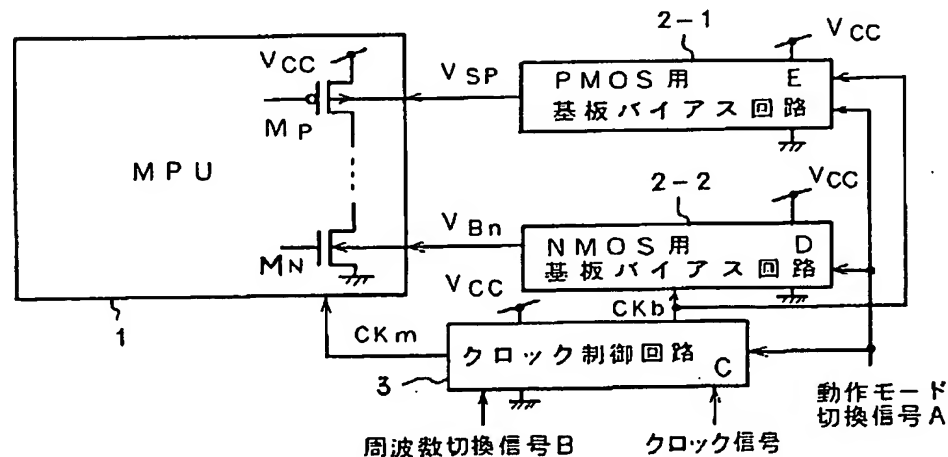 2-1
VCC
VCC
VSP
PMOS用 E
基板バイアス回路
MP
MPU
2-2
VCC
VBn
NMOS用 D
基板バイアス回路
MN
VCC
CKb
1
CKm
クロック制御回路
C
3
動作モード
切換信号A
周波数切換信号B
クロック信号